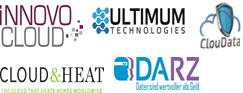 iNNOVO
CLOUD
ULTIMUM
TECHNOLOGIES
ClouData
CLOUD&HEAT
THE CLOUD THAT HEATS HOMES WORLDWIDE
DARZ
Daten sind wertvoller als Geld